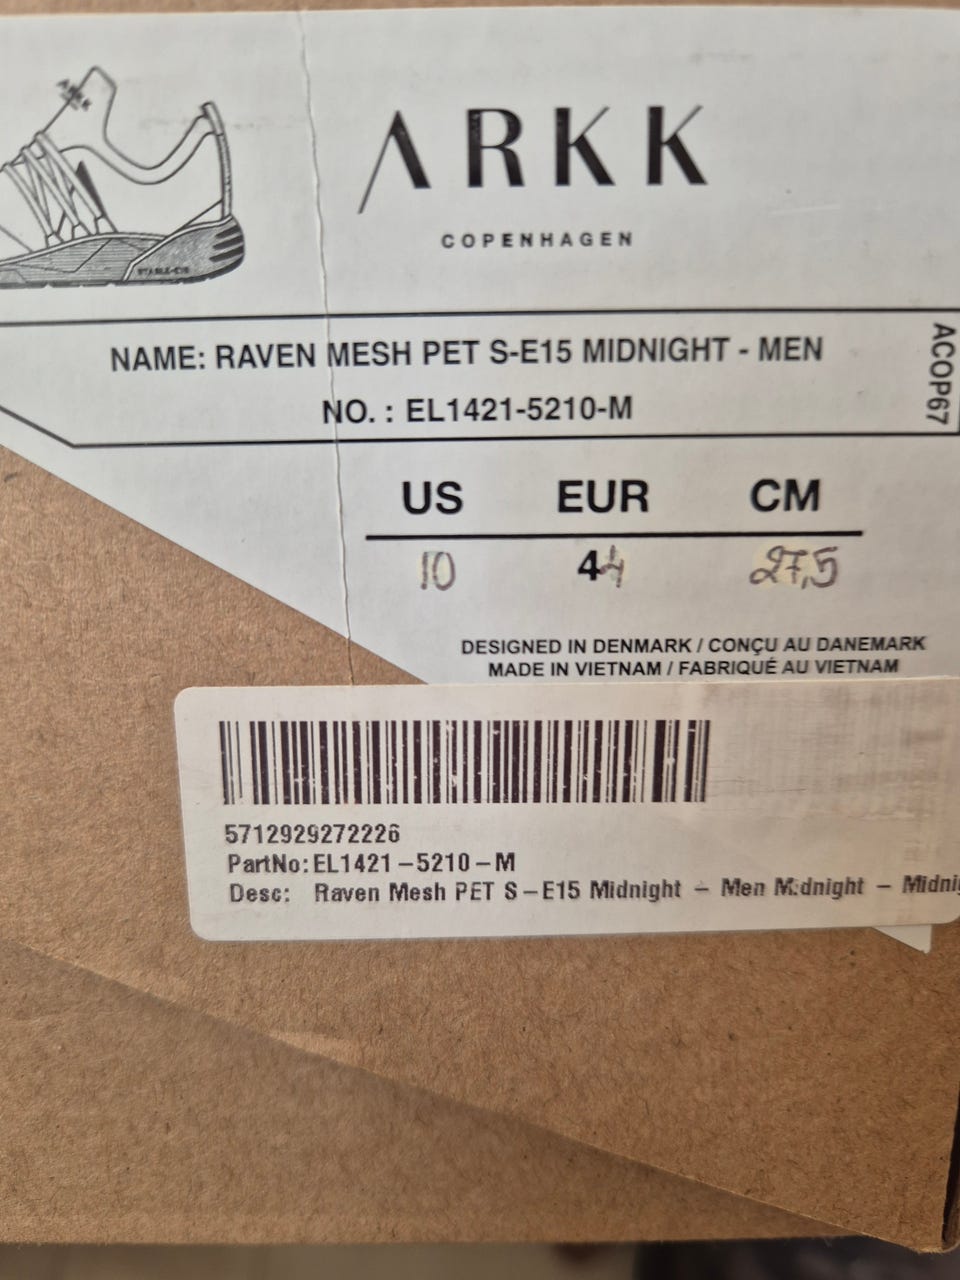 ARKK
COPENHAGEN
NAME: RAVEN MESH PET S-E15 MIDNIGHT - MEN
NO. : EL1421-5210-M
ACOP67
US EUR CM
10 44 27,5
DESIGNED IN DENMARK / CONÇU AU DANEMARK
MADE IN VIETNAM / FABRIQUÉ AU VIETNAM
5712929272226
PartNo:EL1421-5210-M
Desc: Raven Mesh PET S-E15 Midnight - Men Midnight - Midni